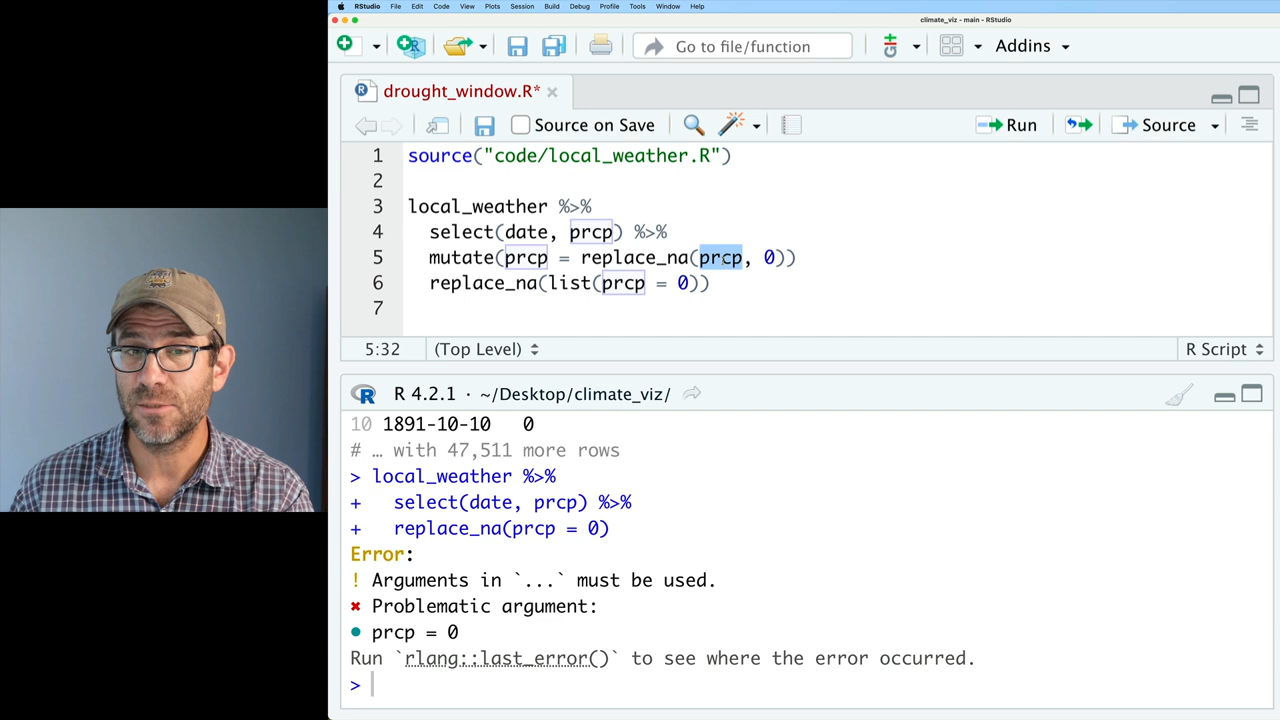 RStudio File Edit Code View Plots Session Build Debug Profile Tools Window Help
climate_viz - main - RStudio
Go to file/function
Addins
drought_window.R*
Source on Save
Run
Source
1 source("code/local_weather.R")
2
3 local_weather %>%
4 select(date, prcp) %>%
5 mutate(prcp = replace_na(prcp, 0))
6 replace_na(list(prcp = 0))
7
5:32 (Top Level) R Script
R 4.2.1 · ~/Desktop/climate_viz/
10 1891-10-10 0
# … with 47,511 more rows
> local_weather %>%
+ select(date, prcp) %>%
+ replace_na(prcp = 0)
Error:
! Arguments in `...` must be used.
✖ Problematic argument:
● prcp = 0
Run `rlang::last_error()` to see where the error occurred.
>